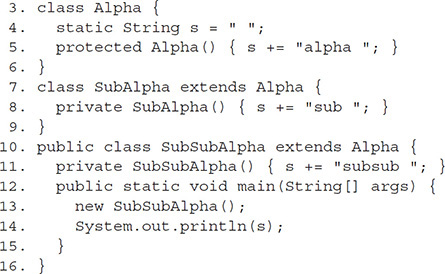 3. class Alpha {
4.   static String s = " ";
5.   protected Alpha() { s += "alpha "; }
6. }
7. class SubAlpha extends Alpha {
8.   private SubAlpha() { s += "sub "; }
9. }
10. public class SubSubAlpha extends Alpha {
11.   private SubSubAlpha() { s += "subsub "; }
12.   public static void main(String[] args) {
13.     new SubSubAlpha();
14.     System.out.println(s);
15.   }
16. }